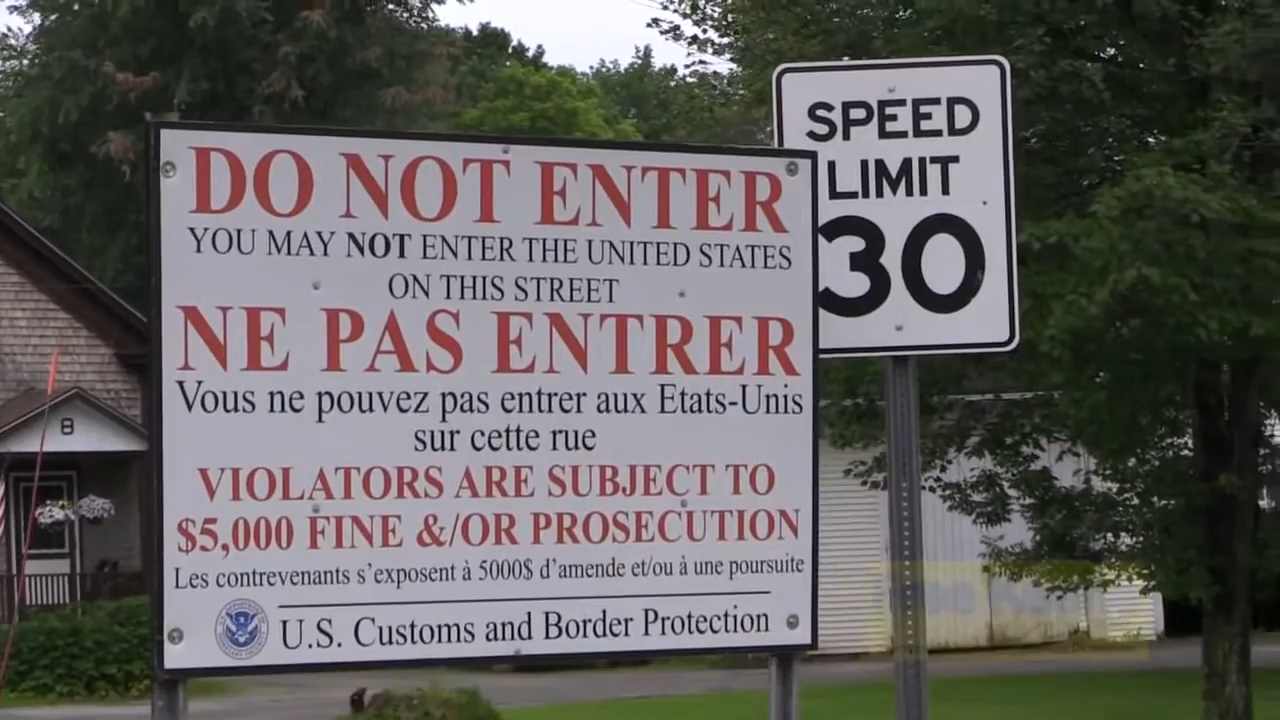 DO NOT ENTER
YOU MAY NOT ENTER THE UNITED STATES
ON THIS STREET
NE PAS ENTRER
Vous ne pouvez pas entrer aux Etats-Unis
sur cette rue
VIOLATORS ARE SUBJECT TO
$5,000 FINE &/OR PROSECUTION
Les contrevenants s'exposent à 5000$ d'amende et/ou à une poursuite
U.S. Customs and Border Protection
SPEED
LIMIT
30
8